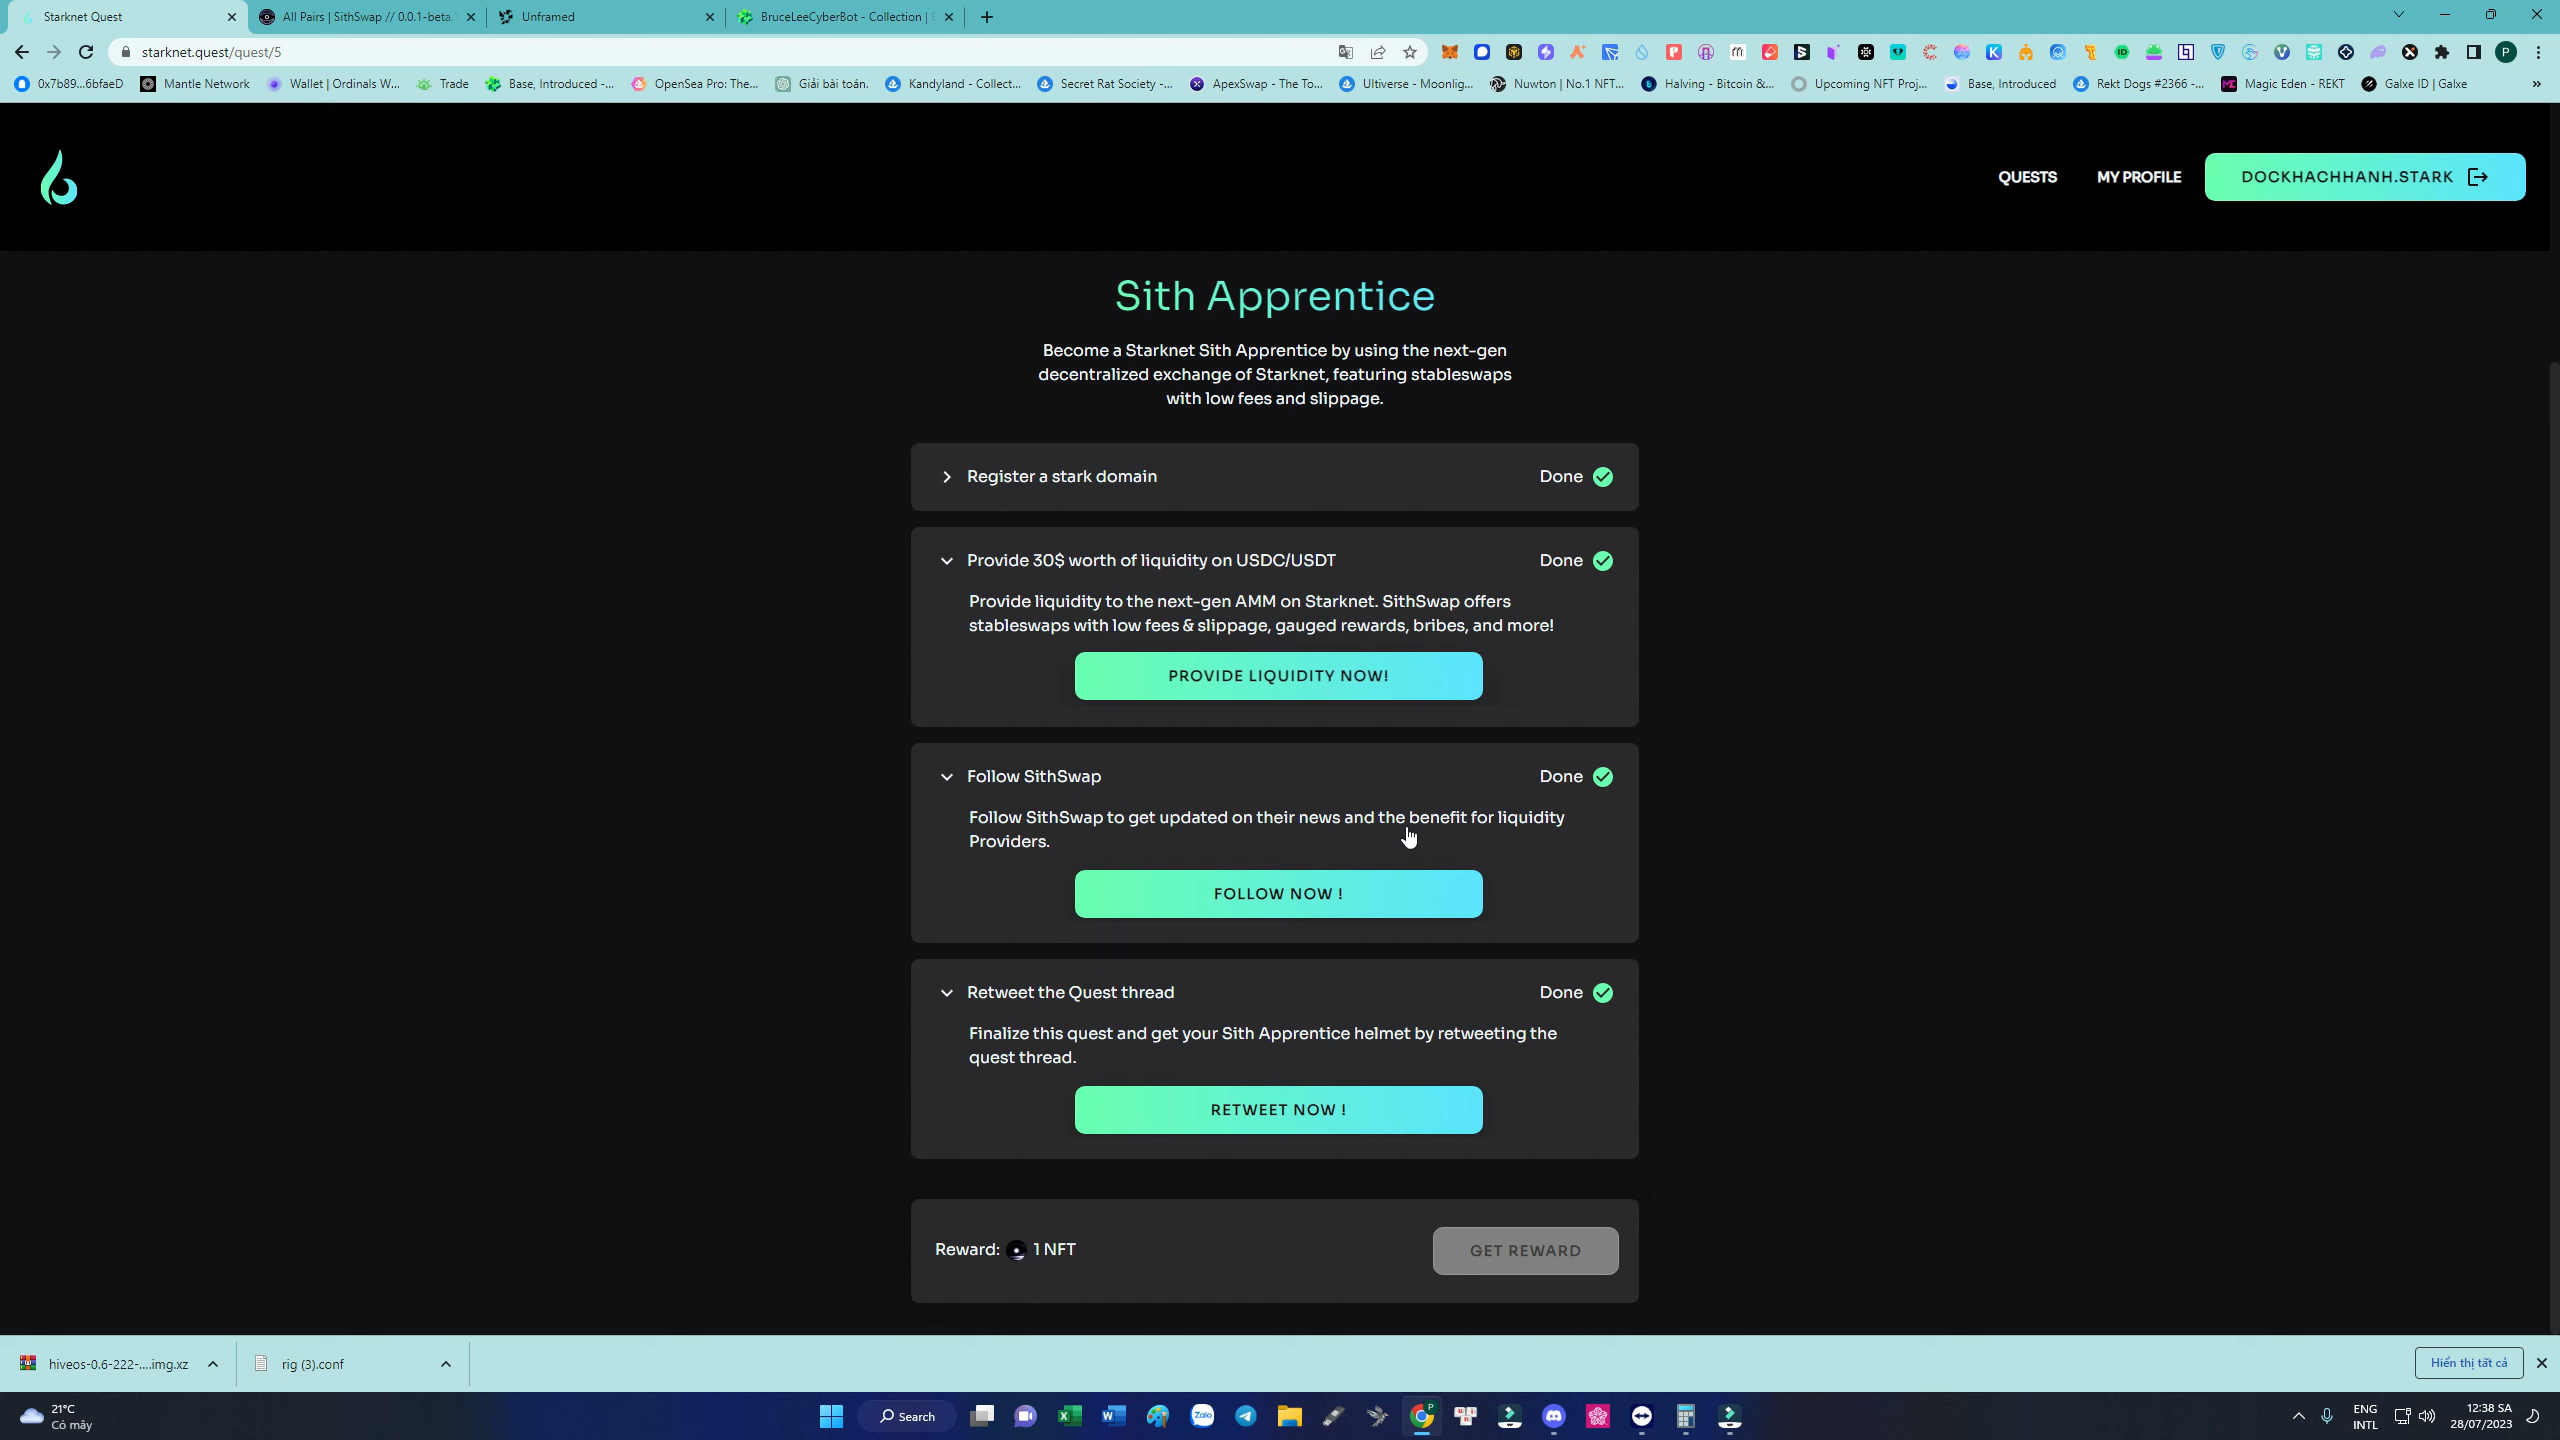 Starknet Quest
All Pairs | SithSwap // 0.0.1-beta.
Unframed
BruceLeeCyberBot - Collection |
starknet.quest/quest/5
0x7b89...6bfaeD
Mantle Network
Wallet | Ordinals W...
Trade
Base, Introduced -...
OpenSea Pro: The...
Giải bài toán.
Kandyland - Collect...
Secret Rat Society -...
ApexSwap - The To...
Ultiverse - Moonlig...
Nuwton | No.1 NFT...
Halving - Bitcoin &...
Upcoming NFT Proj...
Base, Introduced
Rekt Dogs #2366 -...
Magic Eden - REKT
Galxe ID | Galxe
QUESTS
MY PROFILE
DOCKHACHHANH.STARK
Sith Apprentice
Become a Starknet Sith Apprentice by using the next-gen
decentralized exchange of Starknet, featuring stableswaps
with low fees and slippage.
Register a stark domain
Done
Provide 30$ worth of liquidity on USDC/USDT
Done
Provide liquidity to the next-gen AMM on Starknet. SithSwap offers
stableswaps with low fees & slippage, gauged rewards, bribes, and more!
PROVIDE LIQUIDITY NOW!
Follow SithSwap
Done
Follow SithSwap to get updated on their news and the benefit for liquidity
Providers.
FOLLOW NOW !
Retweet the Quest thread
Done
Finalize this quest and get your Sith Apprentice helmet by retweeting the
quest thread.
RETWEET NOW !
Reward: 1 NFT
GET REWARD
hiveos-0.6-222-....img.xz
rig (3).conf
Hiển thị tất cả
21°C
Có mây
Search
ENG
INTL
12:38 SA
28/07/2023